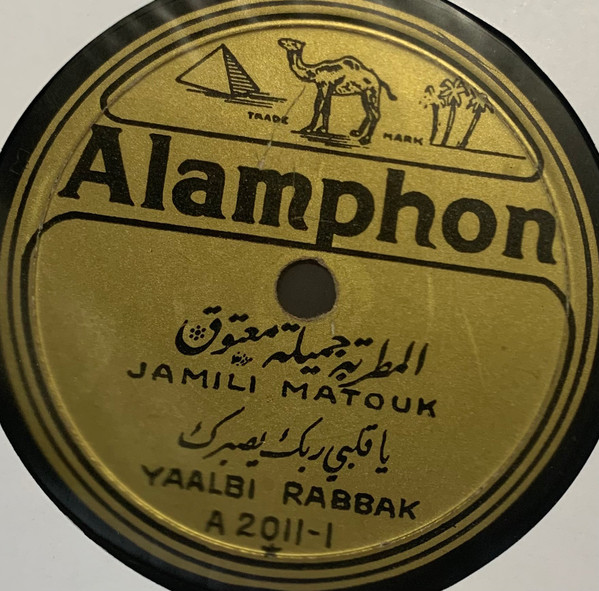 TRADE MARK
Alamphon
المطربة جميلة معتوق
JAMILI MATOUK
يا قلبي ربك يصبرك
YAALBI RABBAK
A 2011-1